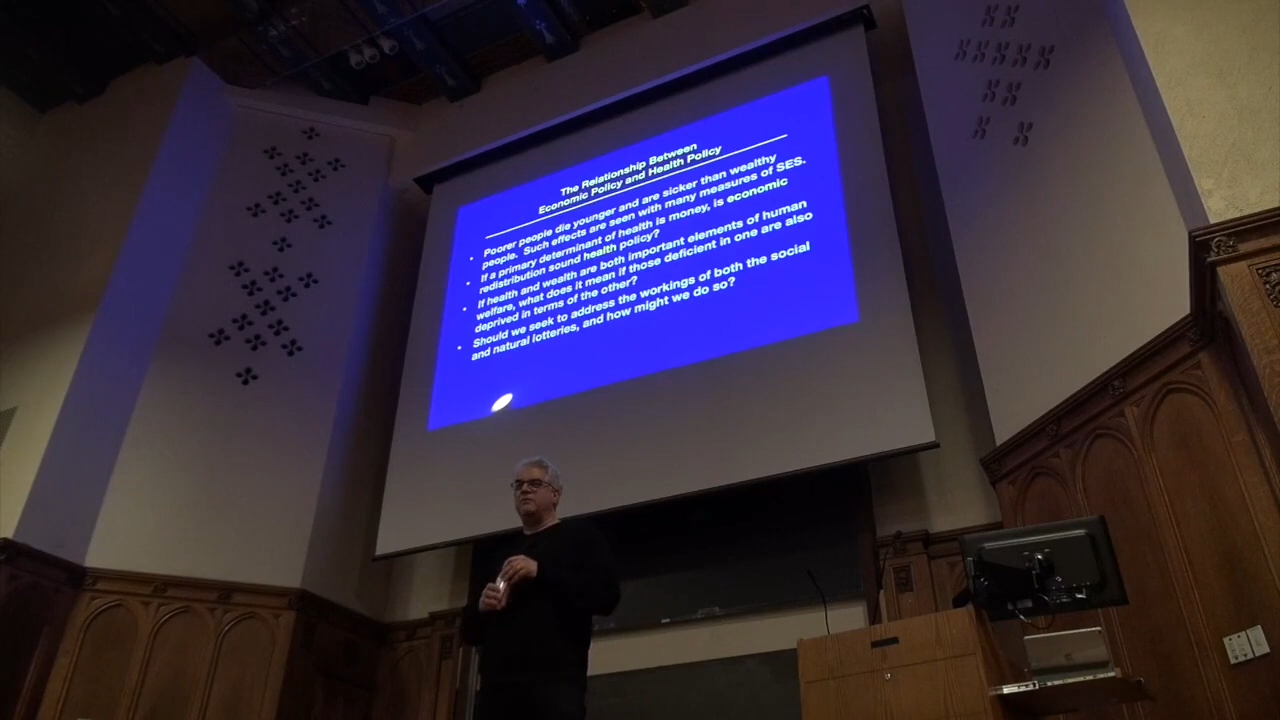 The Relationship Between
Economic Policy and Health Policy
• Poorer people die younger and are sicker than wealthy
people. Such effects are seen with many measures of SES.
• If a primary determinant of health is money, is economic
redistribution sound health policy?
• If health and wealth are both important elements of human
welfare, what does it mean if those deficient in one are also
deprived in terms of the other?
• Should we seek to address the workings of both the social
and natural lotteries, and how might we do so?